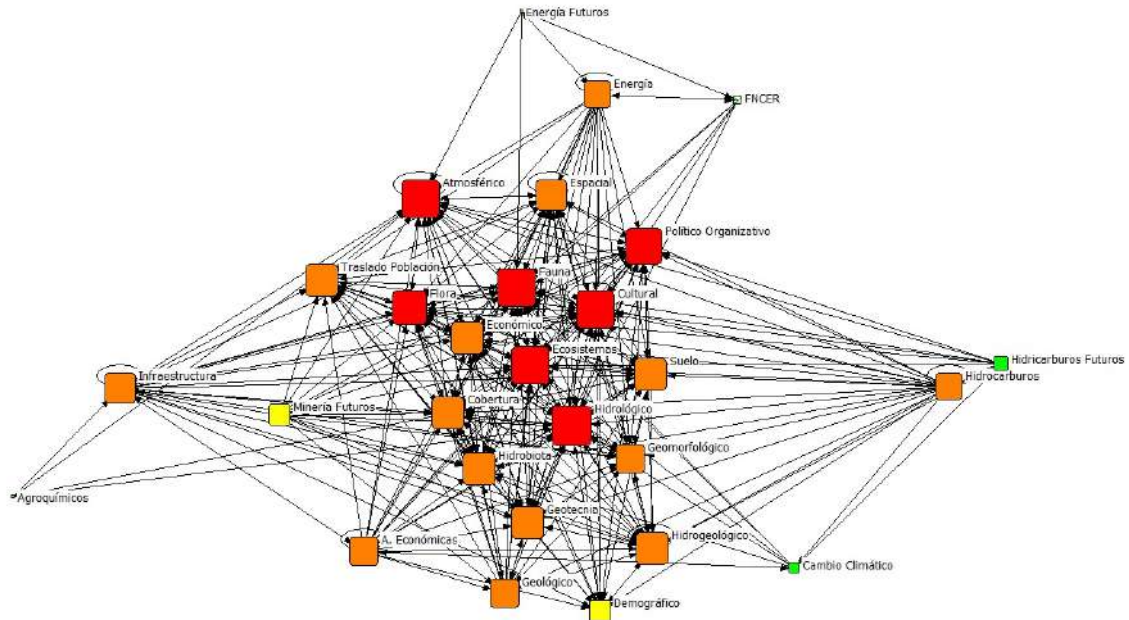 Energía Futuros
Energía
FNCER
Atmosférico
Espacial
Político Organizativo
Traslado Población
Fauna
Flora
Cultural
Económico
Ecosistemas
Suelo
Hidricarburos Futuros
Infraestructura
Hidrocarburos
Minería Futuros
Cobertura
Hidrológico
Hidrobiota
Geomorfológico
Agroquímicos
Geotecnia
Hidrogeológico
A. Económicas
Cambio Climático
Geológico
Demográfico